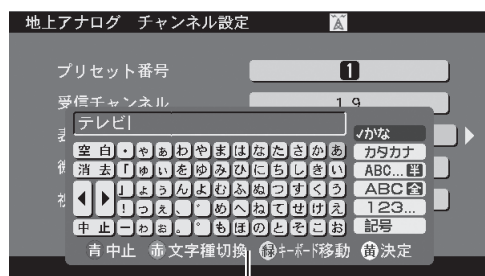 地上アナログ チャンネル設定 A
プリセット番号 1
受信チャンネル 19
テレビ
✓かな
カタカナ
ABC...半
ABC全
123...
記号
空白・ゃぁわやまはなたさかあ
消去「ゅぃをゆみひにちしきい
◀▶」ょぅんよむふぬつすくう
!っぇ、゛めへねてせけえ
中止ーゎぉ。゜もほのとそこお
青中止 赤文字種切換 緑キーボード移動 黄決定